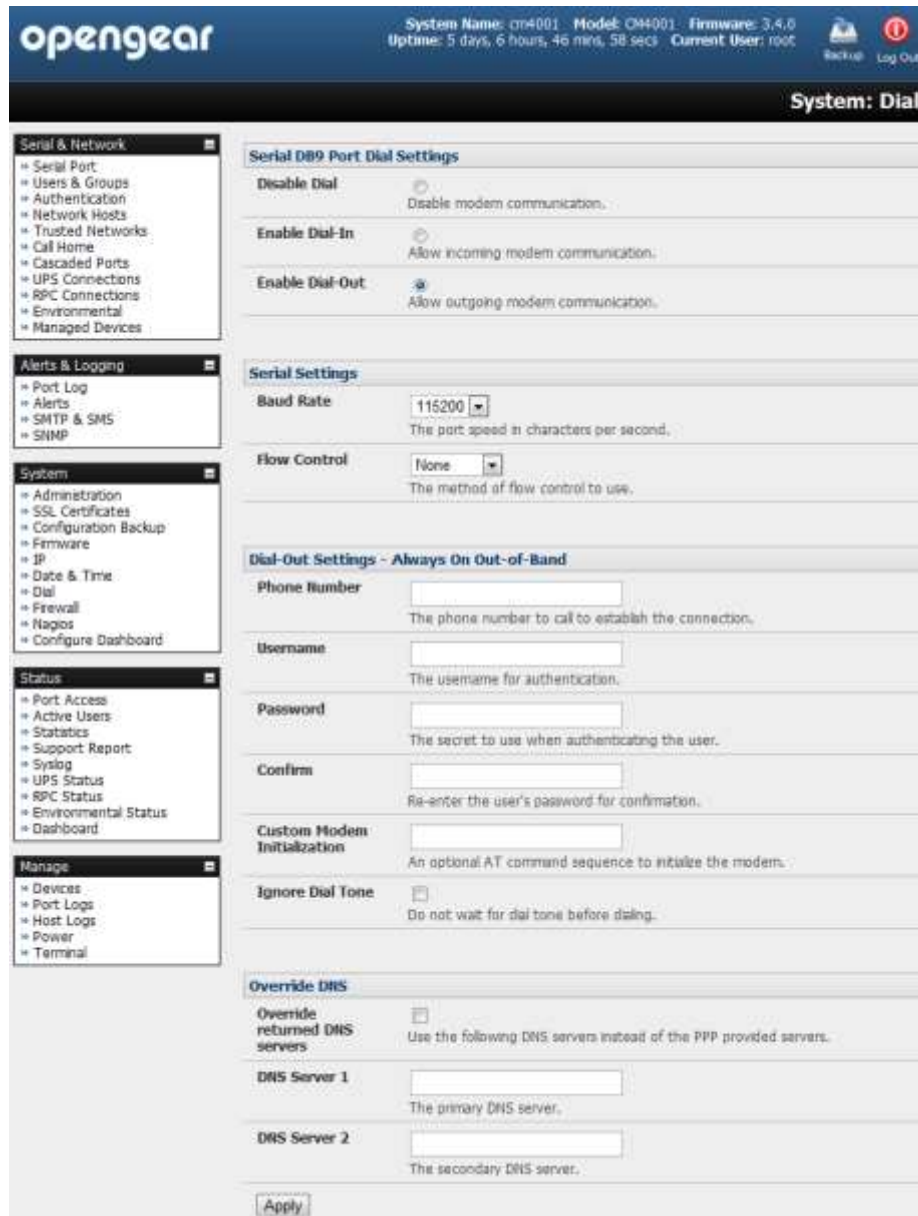 opengear
System Name: cm4001 Model: CM4001 Firmware: 3.4.0
Uptime: 5 days, 6 hours, 46 mins, 58 secs Current User: root
Backup
Log Out
System: Dial
Serial & Network
Serial Port
Users & Groups
Authentication
Network Hosts
Trusted Networks
Call Home
Cascaded Ports
UPS Connections
RPC Connections
Environmental
Managed Devices
Alerts & Logging
Port Log
Alerts
SMTP & SMS
SNMP
System
Administration
SSL Certificates
Configuration Backup
Firmware
IP
Date & Time
Dial
Firewall
Nagios
Configure Dashboard
Status
Port Access
Active Users
Statistics
Support Report
Syslog
UPS Status
RPC Status
Environmental Status
Dashboard
Manage
Devices
Port Logs
Host Logs
Power
Terminal
Serial DB9 Port Dial Settings
Disable Dial
Disable modem communication.
Enable Dial-In
Allow incoming modem communication.
Enable Dial-Out
Allow outgoing modem communication.
Serial Settings
Baud Rate
115200
The port speed in characters per second.
Flow Control
None
The method of flow control to use.
Dial-Out Settings - Always On Out-of-Band
Phone Number
The phone number to call to establish the connection.
Username
The username for authentication.
Password
The secret to use when authenticating the user.
Confirm
Re-enter the user's password for confirmation.
Custom Modem
Initialization
An optional AT command sequence to initialize the modem.
Ignore Dial Tone
Do not wait for dial tone before dialing.
Override DNS
Override
returned DNS
servers
Use the following DNS servers instead of the PPP provided servers.
DNS Server 1
The primary DNS server.
DNS Server 2
The secondary DNS server.
Apply